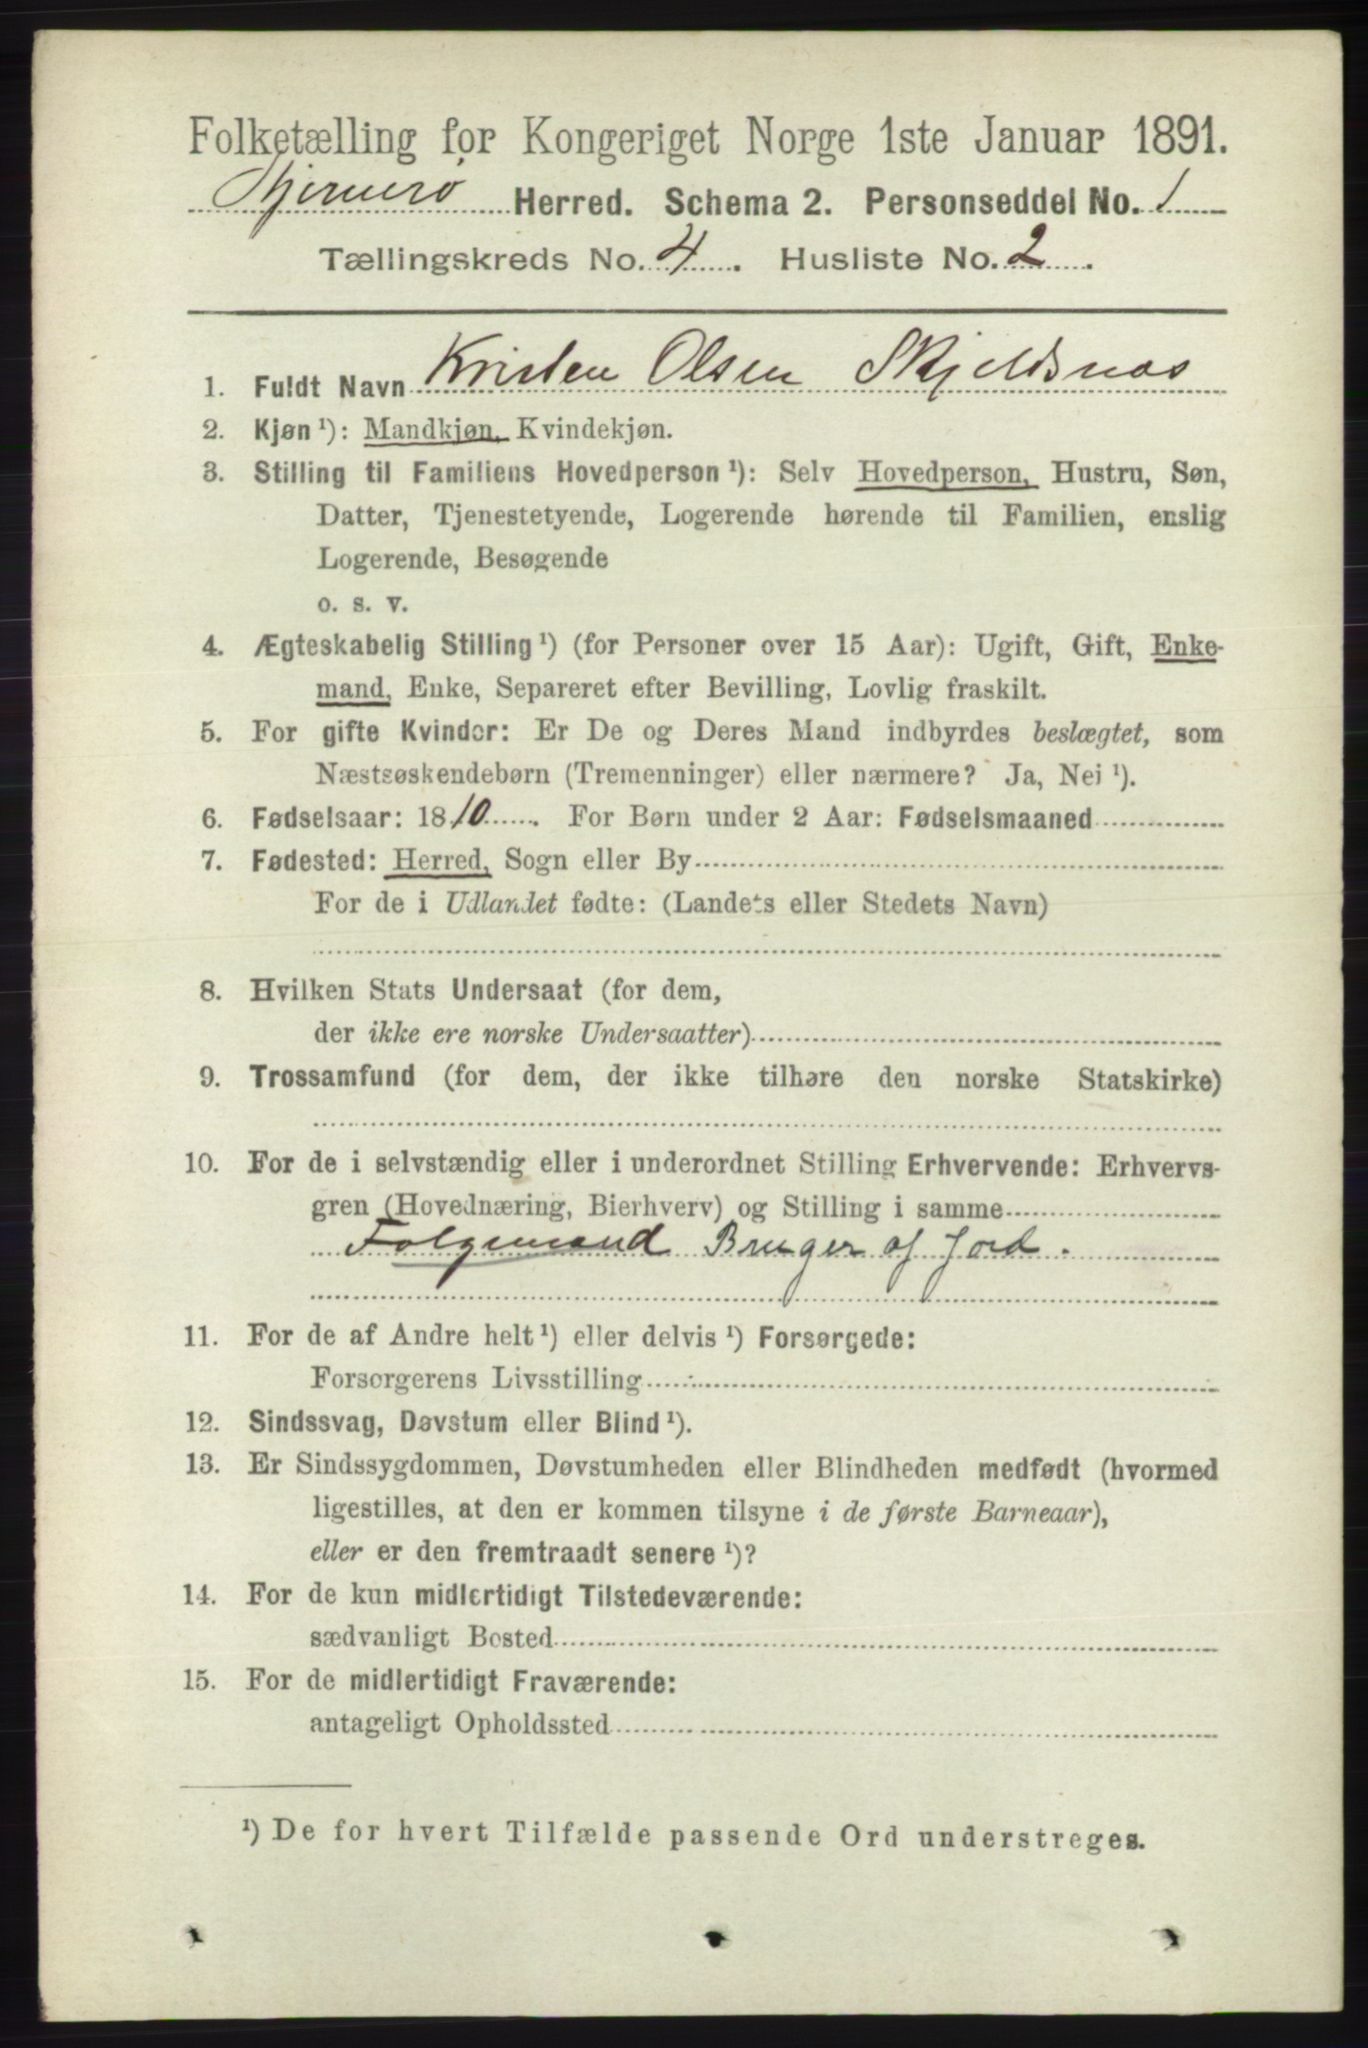 Folketælling for Kongeriget Norge 1ste Januar 1891.
Stjernerø Herred. Schema 2. Personseddel No. 1
Tællingskreds No. 4. Husliste No. 2.
1. Fuldt Navn Kristen Olsen Skjeldsnæs
2. Kjøn¹): Mandkjøn, Kvindekjøn.
3. Stilling til Familiens Hovedperson¹): Selv Hovedperson, Hustru, Søn,
Datter, Tjenestetyende, Logerende hørende til Familien, enslig
Logerende, Besøgende
o. s. v.
4. Ægteskabelig Stilling¹) (for Personer over 15 Aar): Ugift, Gift, Enke-
mand, Enke, Separeret efter Bevilling, Lovlig fraskilt.
5. For gifte Kvinder: Er De og Deres Mand indbyrdes beslægtet, som
Næstsøskendebørn (Tremenninger) eller nærmere? Ja, Nei¹).
6. Fødselsaar: 1810. For Børn under 2 Aar: Fødselsmaaned
7. Fødested: Herred, Sogn eller By
For de i Udlandet fødte: (Landets eller Stedets Navn)
8. Hvilken Stats Undersaat (for dem,
der ikke ere norske Undersaatter)
9. Trossamfund (for dem, der ikke tilhøre den norske Statskirke)
10. For de i selvstændig eller i underordnet Stilling Erhvervende: Erhvervs-
gren (Hovednæring, Bierhverv) og Stilling i samme
Folgemand Bruger af Jord.
11. For de af Andre helt¹) eller delvis¹) Forsørgede:
Forsørgerens Livsstilling
12. Sindssvag, Døvstum eller Blind¹).
13. Er Sindssygdommen, Døvstumheden eller Blindheden medfødt (hvormed
ligestilles, at den er kommen tilsyne i de første Barneaar),
eller er den fremtraadt senere¹)?
14. For de kun midlertidigt Tilstedeværende:
sædvanligt Bosted
15. For de midlertidigt Fraværende:
antageligt Opholdssted
¹) De for hvert Tilfælde passende Ord understreges.